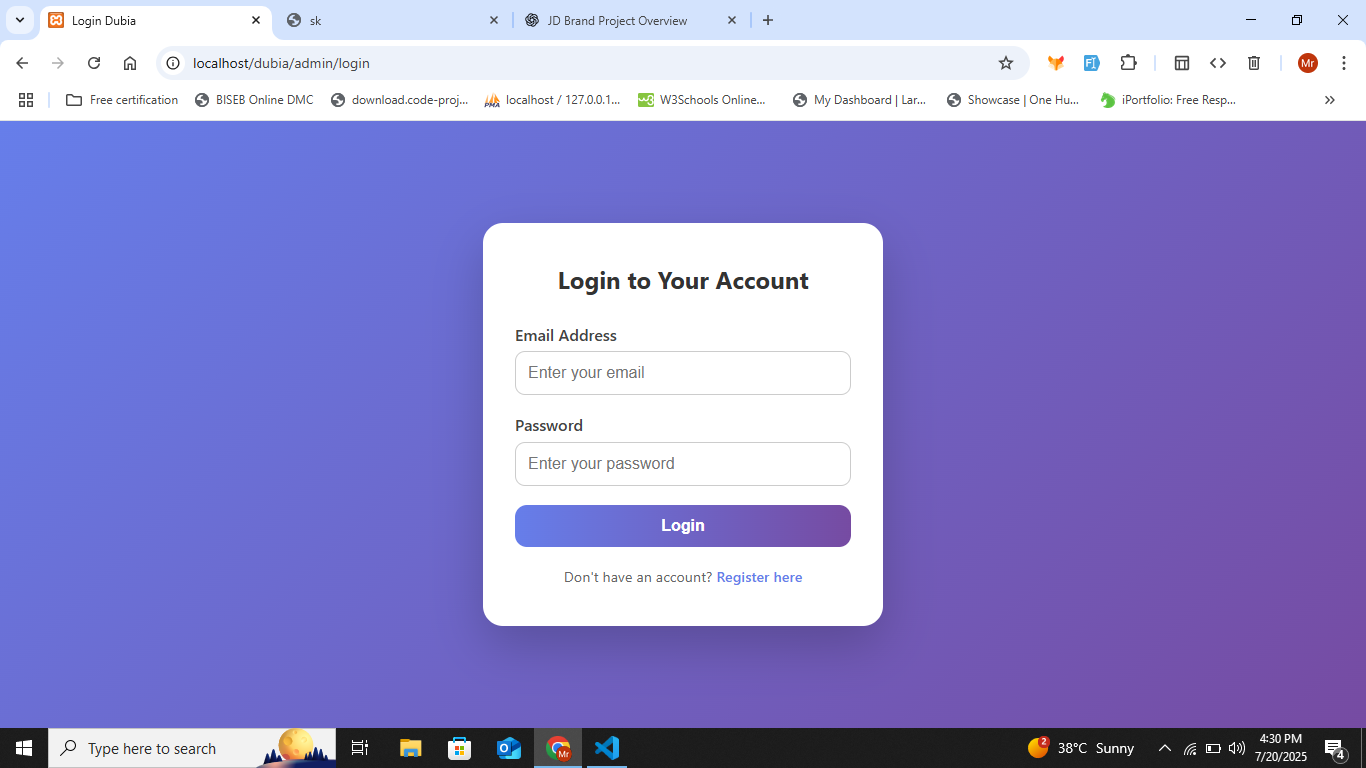 Login Dubia
sk
JD Brand Project Overview
localhost/dubia/admin/login
Mr
Free certification
BISEB Online DMC
download.code-proj...
PMA
localhost / 127.0.0.1...
W3Schools Online...
My Dashboard | Lar...
Showcase | One Hu...
iPortfolio: Free Resp...
Login to Your Account
Email Address
Enter your email
Password
Enter your password
Login
Don't have an account? Register here
Type here to search
Mr
2
38°C Sunny
4:30 PM
7/20/2025
4